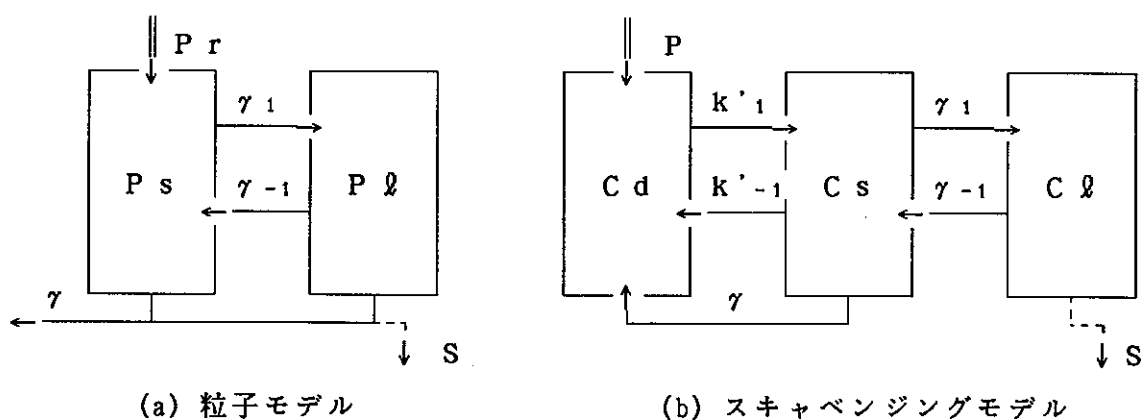 P r
P
γ 1
k' 1
γ 1
P s
P ℓ
C d
C s
C ℓ
γ -1
k' -1
γ -1
γ
γ
S
S
(a) 粒子モデル
(b) スキャベンジングモデル